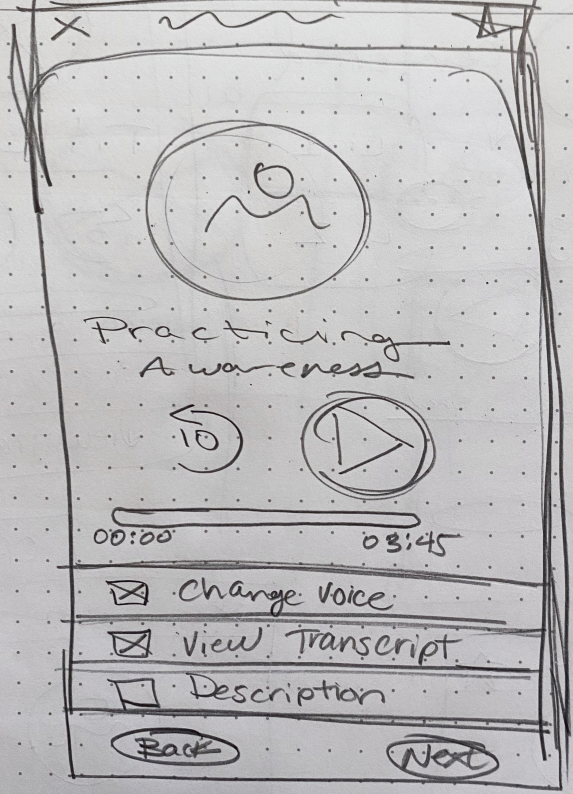 Practicing
Awareness
10
00:00 03:45
Change Voice
View Transcript
Description
Back Next